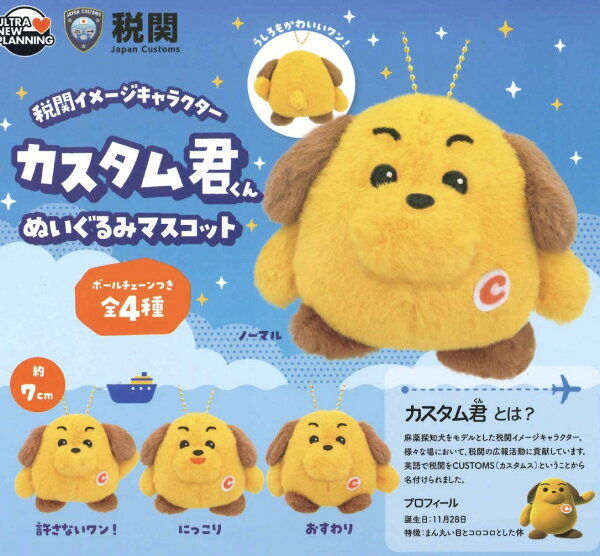 ULTRA
NEW
PLANNING
JAPAN CUSTOMS
税関
Japan Customs
うしろもかわいいワン!
税関イメージキャラクター
カスタム君
くん
ぬいぐるみマスコット
ボールチェーンつき
全4種
ノーマル
約
7cm
許さないワン!
にっこり
おすわり
C
カスタム君とは?
くん
麻薬探知犬をモデルとした税関イメージキャラクター。
様々な場において、税関の広報活動に貢献しています。
英語で税関をCUSTOMS(カスタムス)ということから
名付けられました。
プロフィール
誕生日:11月28日
特徴:まん丸い目とコロコロとした体